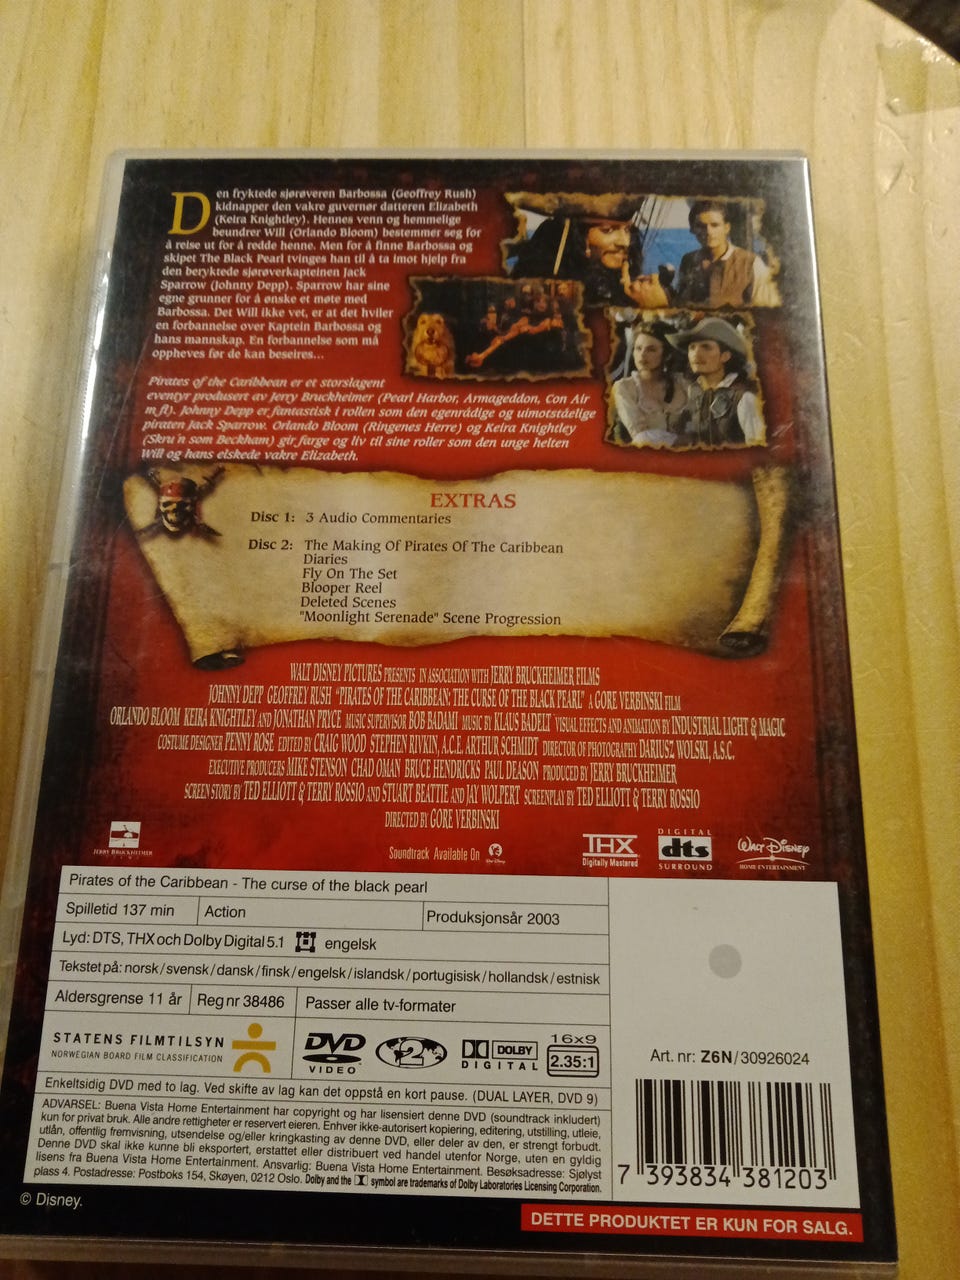 Den fryktede sjørøveren Barbossa (Geoffrey Rush)
kidnapper den vakre guvernør datteren Elizabeth
(Keira Knightley). Hennes venn og hemmelige
beundrer Will (Orlando Bloom) bestemmer seg for
å reise ut for å redde henne. Men for å finne Barbossa og
skipet The Black Pearl tvinges han til å ta imot hjelp fra
den beryktede sjørøverkapteinen Jack
Sparrow (Johnny Depp). Sparrow har sine
egne grunner for å ønske et møte med
Barbossa. Det Will ikke vet, er at det hviler
en forbannelse over Kaptein Barbossa og
hans mannskap. En forbannelse som må
oppheves før de kan beseires...
Pirates of the Caribbean er et storslagent
eventyr produsert av Jerry Bruckheimer (Pearl Harbor, Armageddon, Con Air
m fl). Johnny Depp er fantastisk i rollen som den egenrådige og uimotståelige
piraten Jack Sparrow. Orlando Bloom (Ringenes Herre) og Keira Knightley
(Skru'n som Beckham) gir farge og liv til sine roller som den unge helten
Will og hans elskede vakre Elizabeth.
EXTRAS
Disc 1: 3 Audio Commentaries
Disc 2: The Making Of Pirates Of The Caribbean
Diaries
Fly On The Set
Blooper Reel
Deleted Scenes
"Moonlight Serenade" Scene Progression
WALT DISNEY PICTURES PRESENTS IN ASSOCIATION WITH JERRY BRUCKHEIMER FILMS
JOHNNY DEPP GEOFFREY RUSH "PIRATES OF THE CARIBBEAN: THE CURSE OF THE BLACK PEARL" A GORE VERBINSKI FILM
ORLANDO BLOOM KEIRA KNIGHTLEY AND JONATHAN PRYCE MUSIC SUPERVISOR BOB BADAMI MUSIC BY KLAUS BADELT VISUAL EFFECTS AND ANIMATION BY INDUSTRIAL LIGHT & MAGIC
COSTUME DESIGNER PENNY ROSE EDITED BY CRAIG WOOD STEPHEN RIVKIN, A.C.E. ARTHUR SCHMIDT DIRECTOR OF PHOTOGRAPHY DARIUSZ WOLSKI, A.S.C.
EXECUTIVE PRODUCERS MIKE STENSON CHAD OMAN BRUCE HENDRICKS PAUL DEASON PRODUCED BY JERRY BRUCKHEIMER
SCREEN STORY BY TED ELLIOTT & TERRY ROSSIO AND STUART BEATTIE AND JAY WOLPERT SCREENPLAY BY TED ELLIOTT & TERRY ROSSIO
DIRECTED BY GORE VERBINSKI
JERRY BRUCKHEIMER
FILMS
Soundtrack Available On
Walt Disney
THX
Digitally Mastered
DIGITAL
dts
SURROUND
Walt Disney
HOME ENTERTAINMENT
Pirates of the Caribbean - The curse of the black pearl
Spilletid 137 min Action Produksjonsår 2003
Lyd: DTS, THX och Dolby Digital 5.1 engelsk
Tekstet på: norsk/svensk/dansk/finsk/engelsk/islandsk/portugisisk/hollandsk/estnisk
Aldersgrense 11 år Reg nr 38486 Passer alle tv-formater
STATENS FILMTILSYN
NORWEGIAN BOARD FILM CLASSIFICATION
DVD
VIDEO
2
DOLBY
DIGITAL
16x9
2.35:1
Enkeltsidig DVD med to lag. Ved skifte av lag kan det oppstå en kort pause. (DUAL LAYER, DVD 9)
ADVARSEL: Buena Vista Home Entertainment har copyright og har lisensiert denne DVD (soundtrack inkludert)
kun for privat bruk. Alle andre rettigheter er reservert eieren. Enhver ikke-autorisert kopiering, editering, utstilling, utleie,
utlån, offentlig fremvisning, utsendelse og/eller kringkasting av denne DVD, eller deler av den, er strengt forbudt.
Denne DVD skal ikke kunne bli eksportert, erstattet eller distribuert ved handel utenfor Norge, uten en gyldig
lisens fra Buena Vista Home Entertainment. Ansvarlig: Buena Vista Home Entertainment. Besøksadresse: Sjølyst
plass 4. Postadresse: Postboks 154, Skøyen, 0212 Oslo. Dolby and the symbol are trademarks of Dolby Laboratories Licensing Corporation.
Art. nr: Z6N/30926024
7 393834 381203
© Disney.
DETTE PRODUKTET ER KUN FOR SALG.